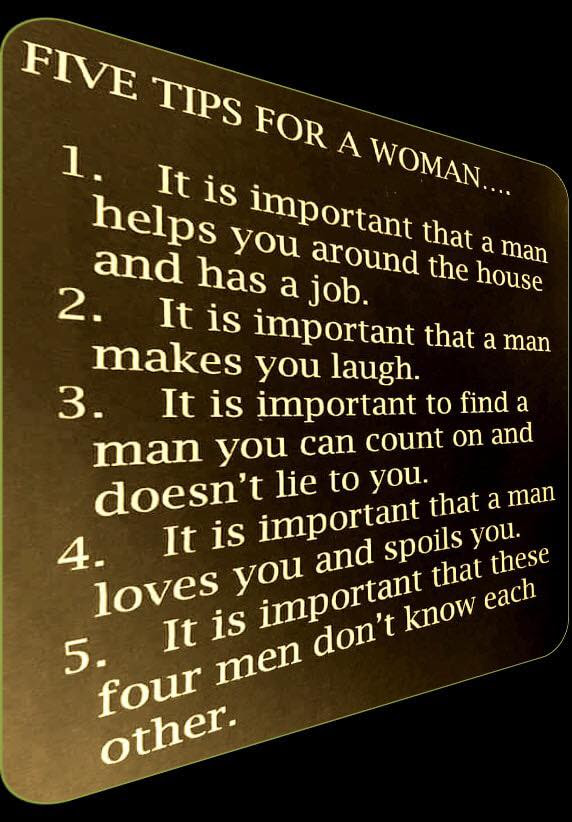 FIVE TIPS FOR A WOMAN....
1. It is important that a man
helps you around the house
and has a job.
2. It is important that a man
makes you laugh.
3. It is important to find a
man you can count on and
doesn't lie to you.
4. It is important that a man
loves you and spoils you.
5. It is important that these
four men don't know each
other.